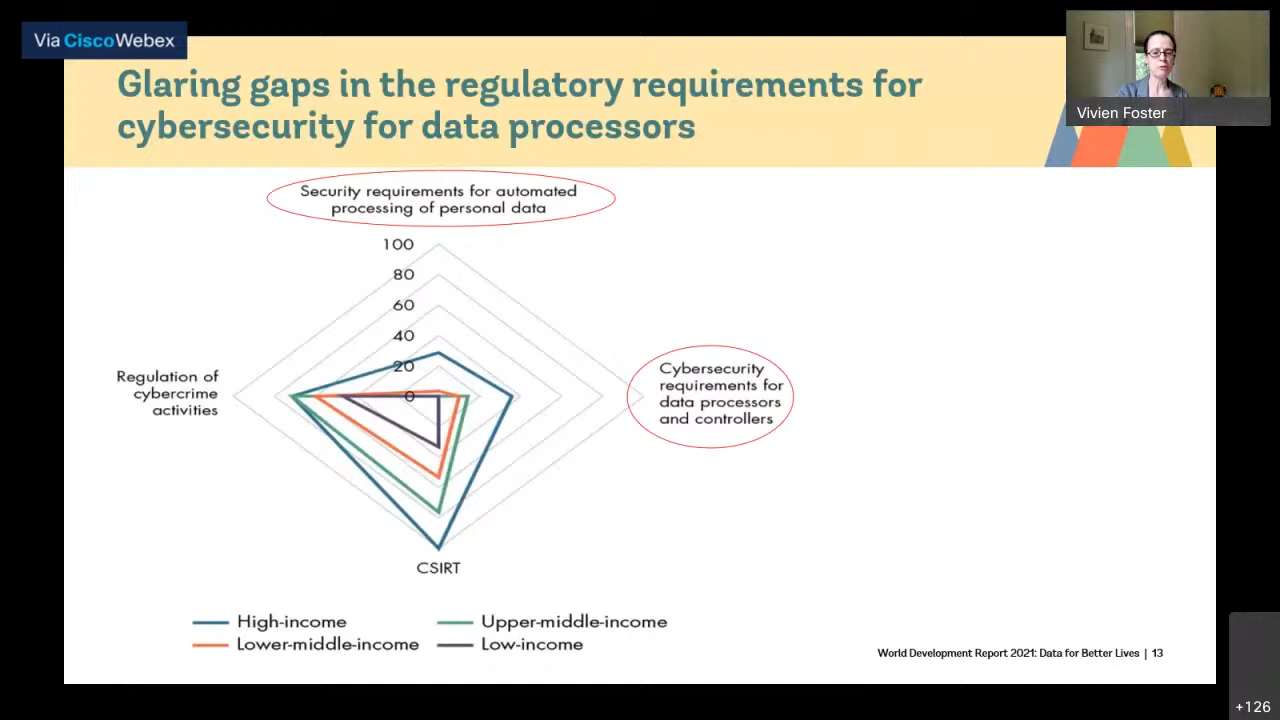 Via CiscoWebex
Glaring gaps in the regulatory requirements for
cybersecurity for data processors
Vivien Foster
Security requirements for automated
processing of personal data
100
80
60
40
20
0
Regulation of
cybercrime
activities
Cybersecurity
requirements for
data processors
and controllers
CSIRT
High-income
Upper-middle-income
Lower-middle-income
Low-income
World Development Report 2021: Data for Better Lives | 13
+126